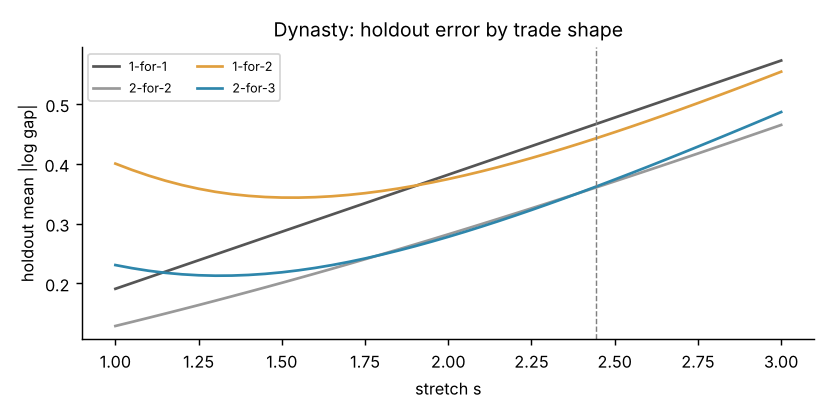 Dynasty: holdout error by trade shape
1-for-1
2-for-2
1-for-2
2-for-3
holdout mean |log gap|
0.5
0.4
0.3
0.2
1.00 1.25 1.50 1.75 2.00 2.25 2.50 2.75 3.00
stretch s